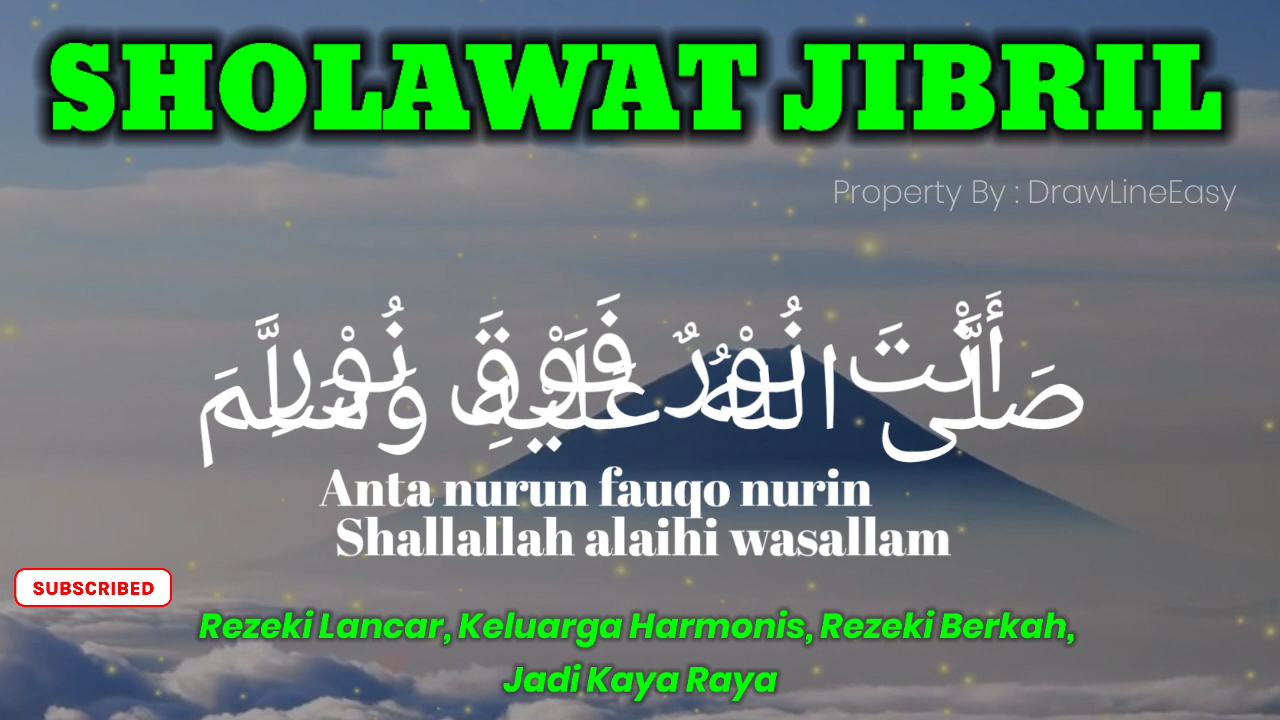 SHOLAWAT JIBRIL
Property By : DrawLineEasy
أَنْتَ نُوْرٌ فَوْقَ نُوْرِ
صَلَّى اللهُ عَلَيْهِ وَسَلَّمَ
Anta nurun fauqo nurin
Shallallah alaihi wasallam
SUBSCRIBED
Rezeki Lancar, Keluarga Harmonis, Rezeki Berkah,
Jadi Kaya Raya